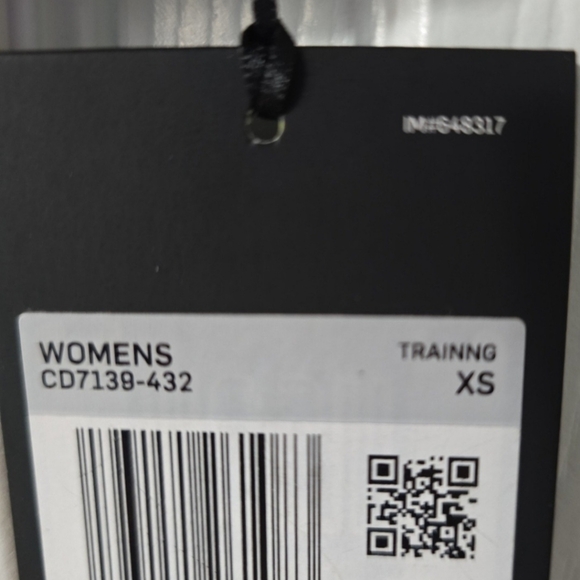 IM#648317
WOMENS
TRAINNG
CD7139-432
XS